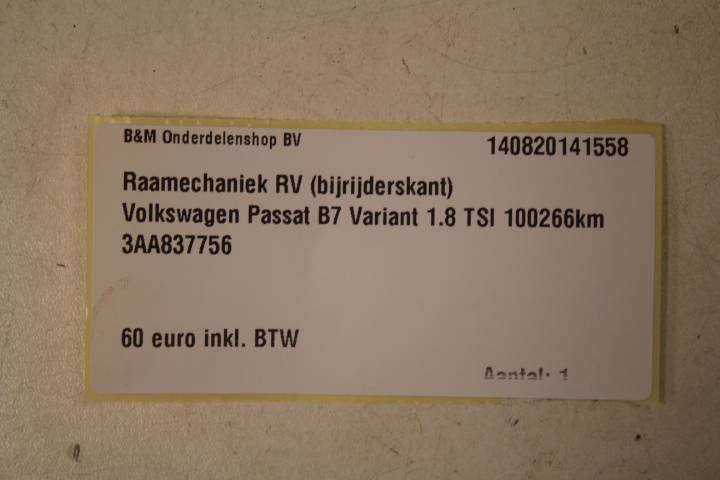 B&M Onderdelenshop BV 140820141558
Raamechaniek RV (bijrijderskant)
Volkswagen Passat B7 Variant 1.8 TSI 100266km
3AA837756
60 euro inkl. BTW
Aantal: 1